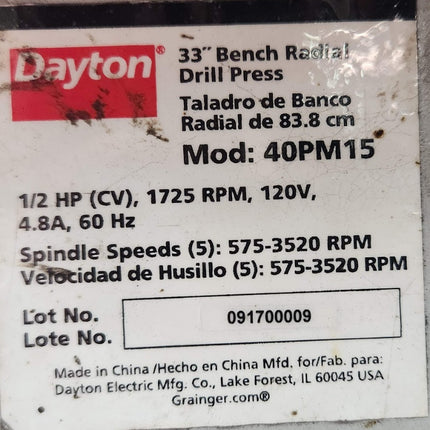 Dayton®
33" Bench Radial
Drill Press
Taladro de Banco
Radial de 83.8 cm
Mod: 40PM15
1/2 HP (CV), 1725 RPM, 120V,
4.8A, 60 Hz
Spindle Speeds (5): 575-3520 RPM
Velocidad de Husillo (5): 575-3520 RPM
Lot No.
Lote No.
091700009
Made in China /Hecho en China Mfd. for/Fab. para:
Dayton Electric Mfg. Co., Lake Forest, IL 60045 USA
Grainger.com®